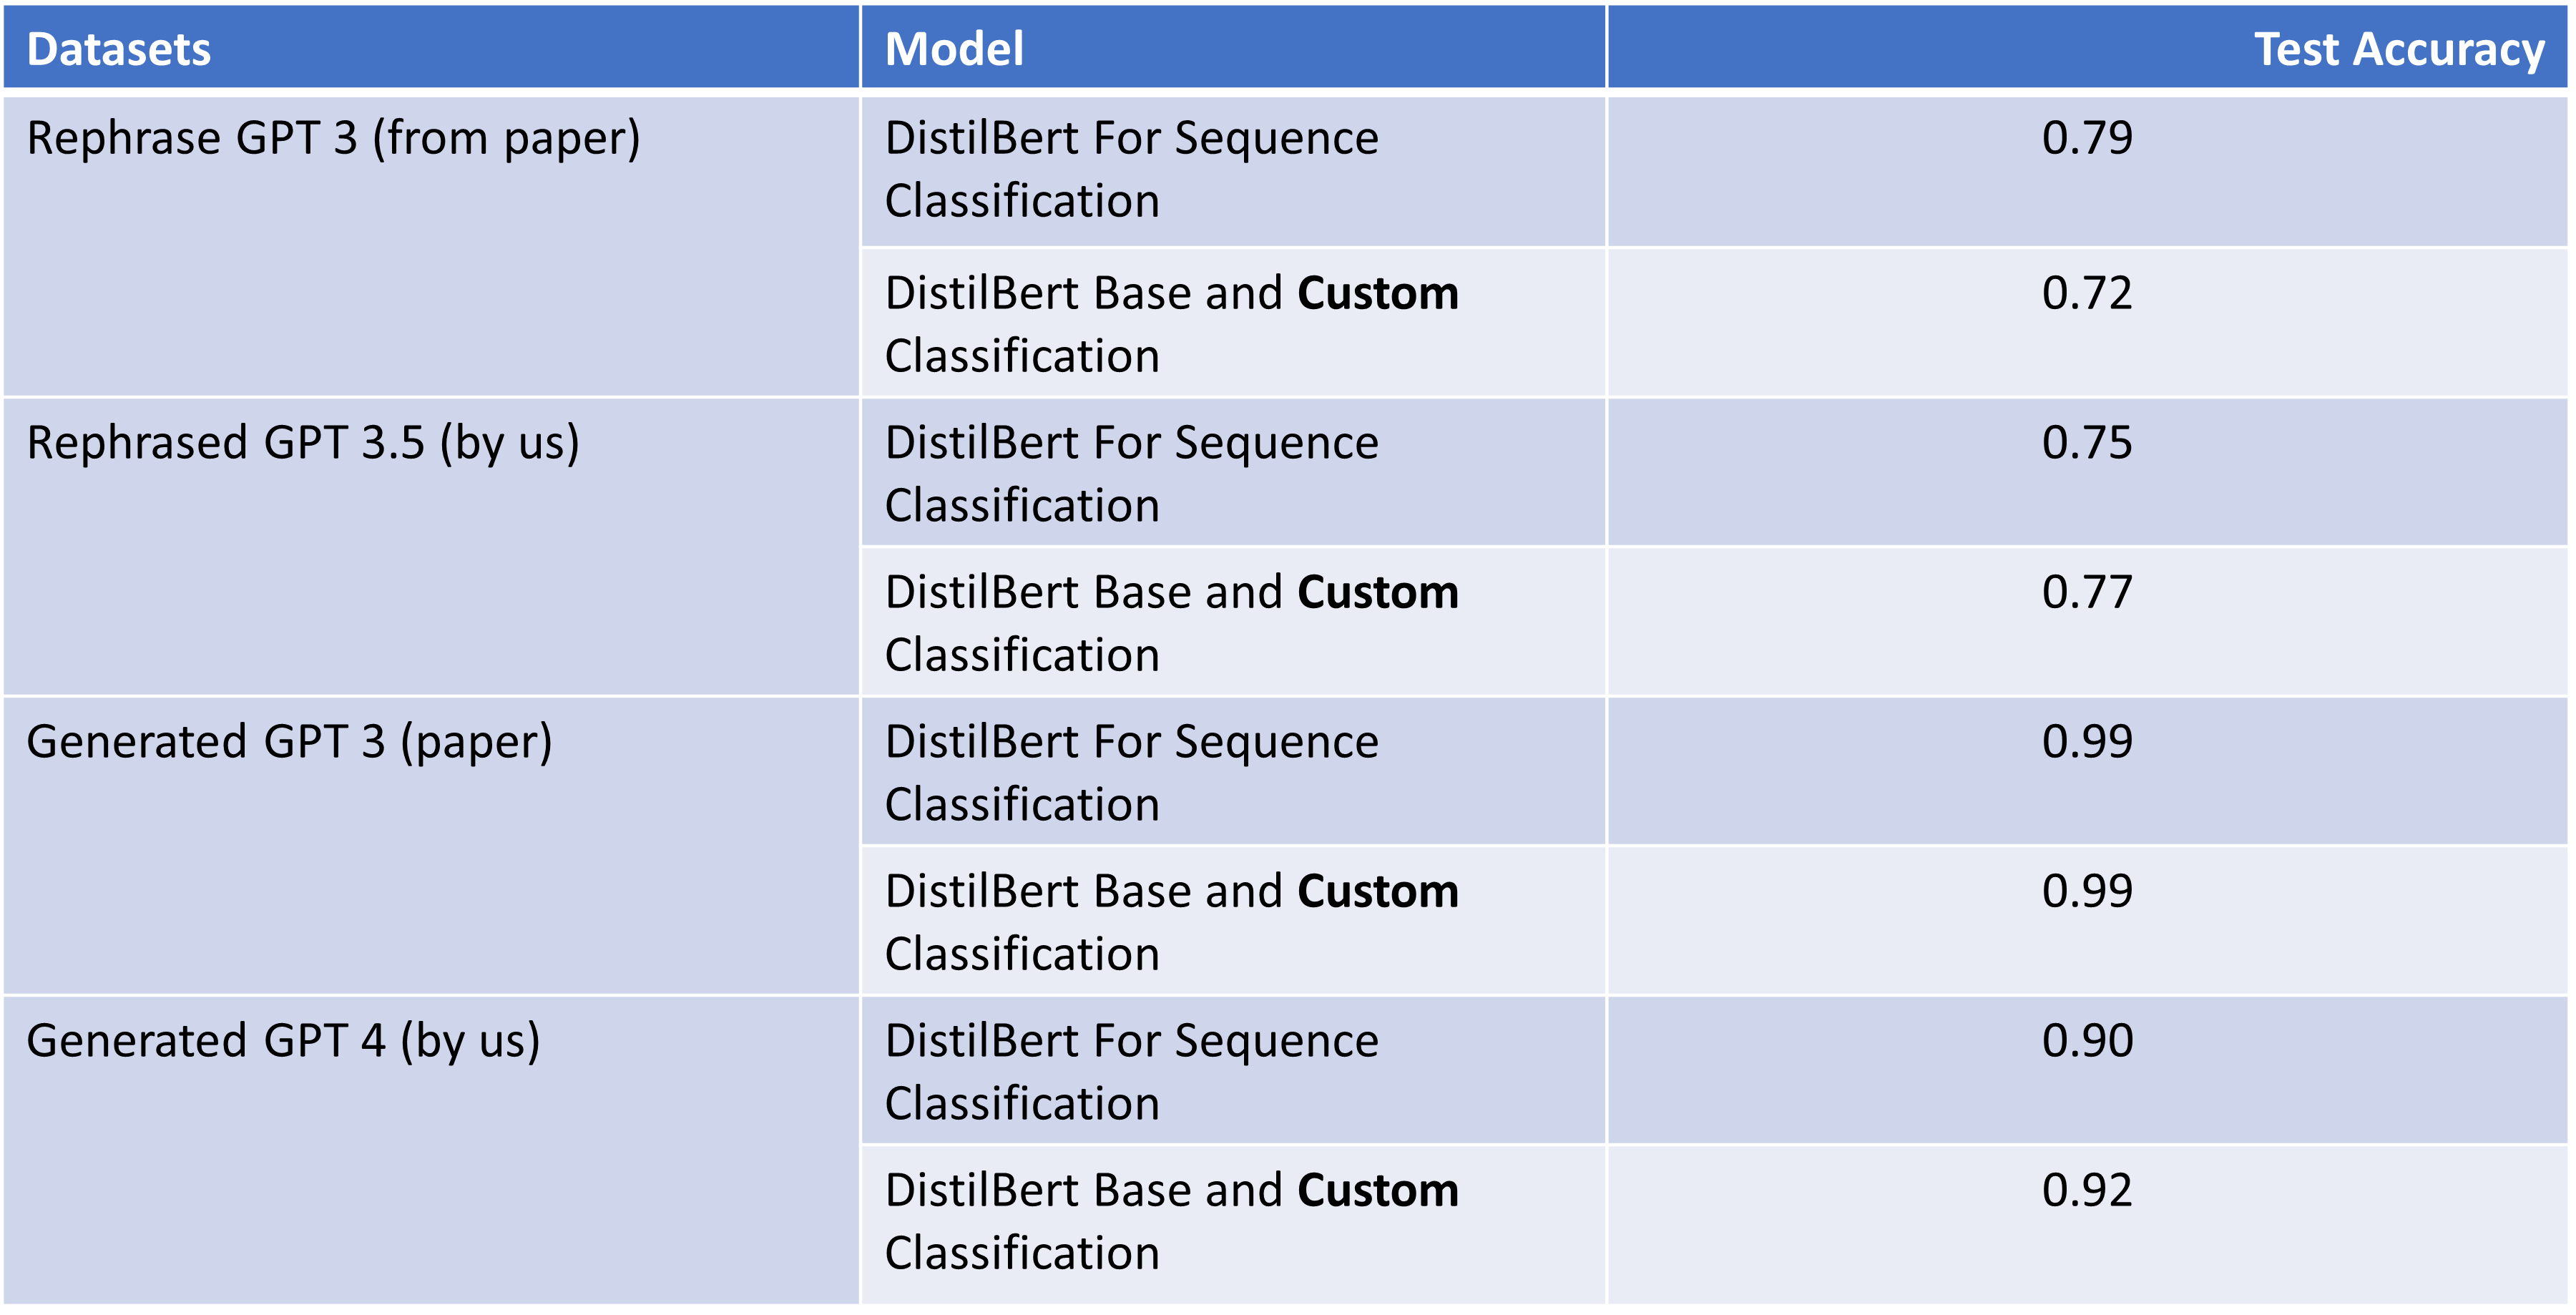 Datasets Model Test Accuracy
Rephrase GPT 3 (from paper) DistilBert For Sequence 0.79
Classification
DistilBert Base and Custom 0.72
Classification
Rephrased GPT 3.5 (by us) DistilBert For Sequence 0.75
Classification
DistilBert Base and Custom 0.77
Classification
Generated GPT 3 (paper) DistilBert For Sequence 0.99
Classification
DistilBert Base and Custom 0.99
Classification
Generated GPT 4 (by us) DistilBert For Sequence 0.90
Classification
DistilBert Base and Custom 0.92
Classification